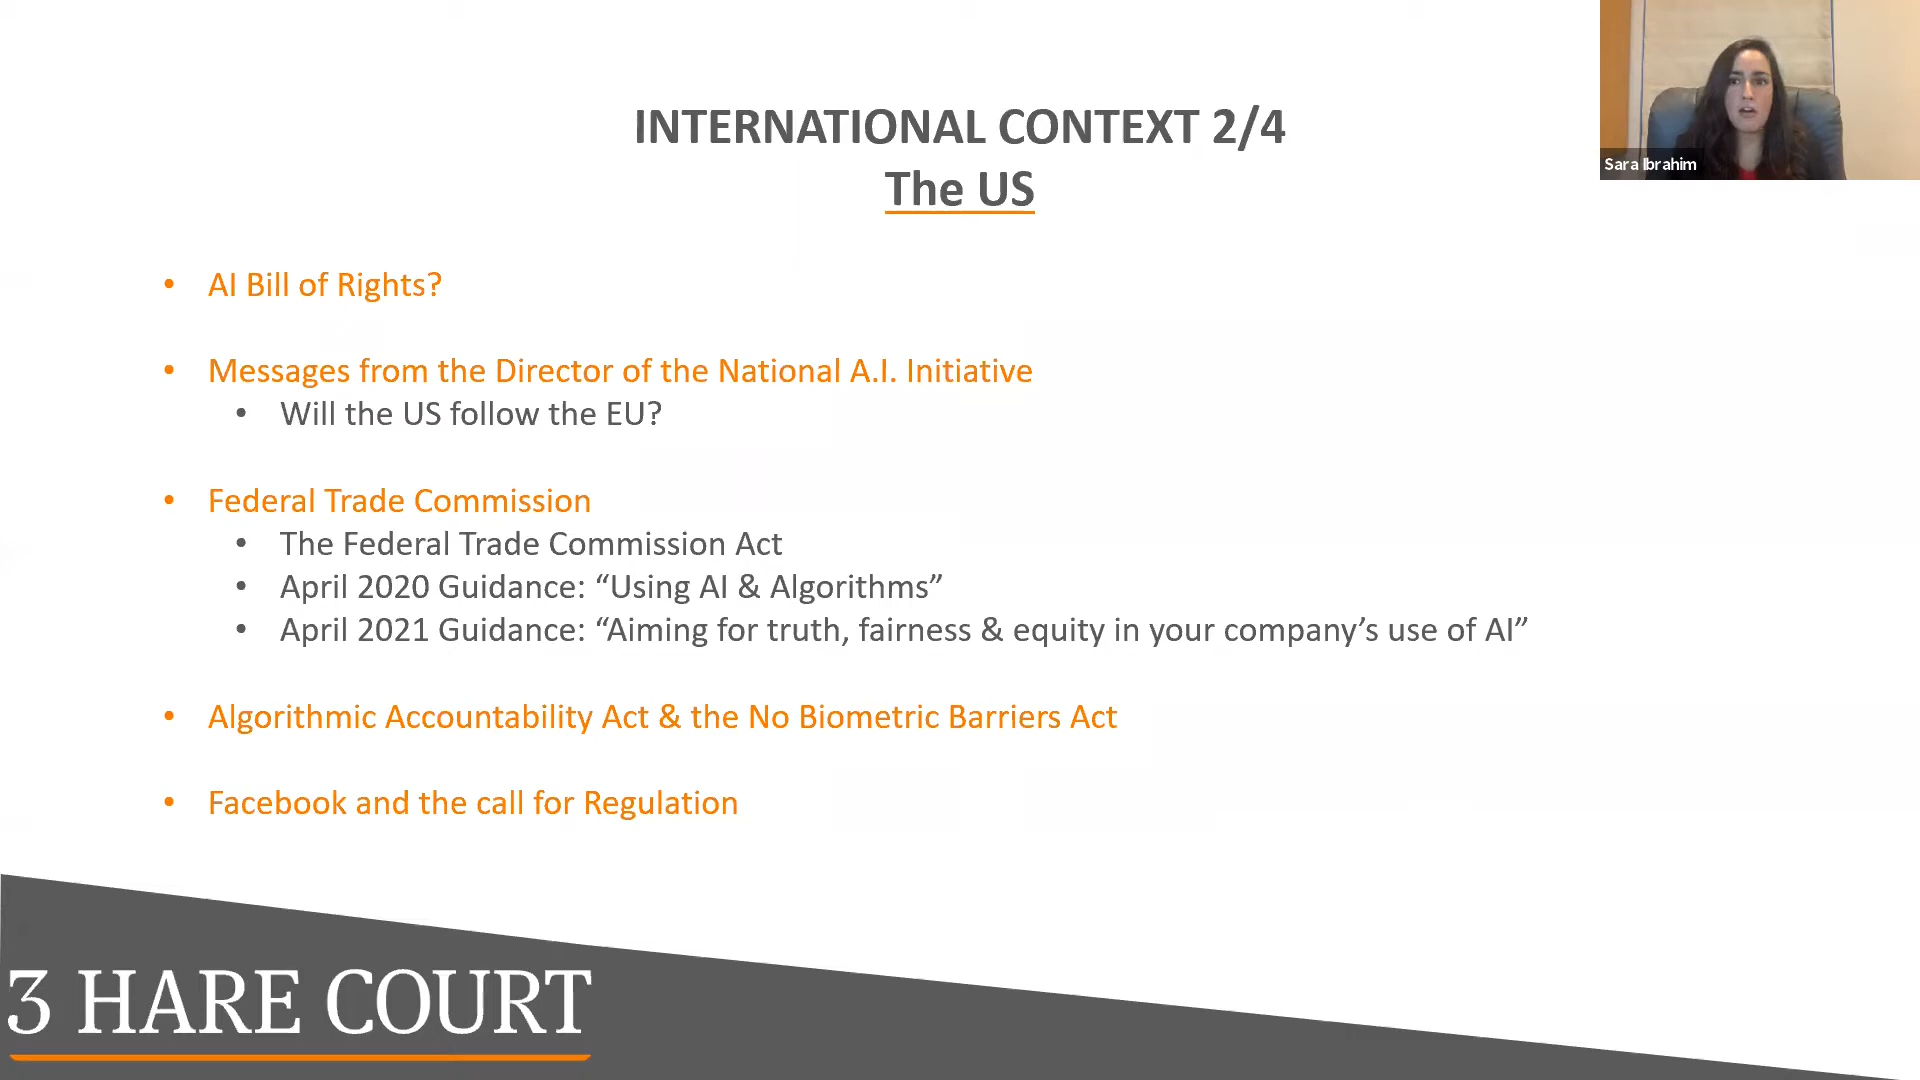 INTERNATIONAL CONTEXT 2/4
The US
Sara Ibrahim
• AI Bill of Rights?
• Messages from the Director of the National A.I. Initiative
• Will the US follow the EU?
• Federal Trade Commission
• The Federal Trade Commission Act
• April 2020 Guidance: “Using AI & Algorithms”
• April 2021 Guidance: “Aiming for truth, fairness & equity in your company’s use of AI”
• Algorithmic Accountability Act & the No Biometric Barriers Act
• Facebook and the call for Regulation
3 HARE COURT